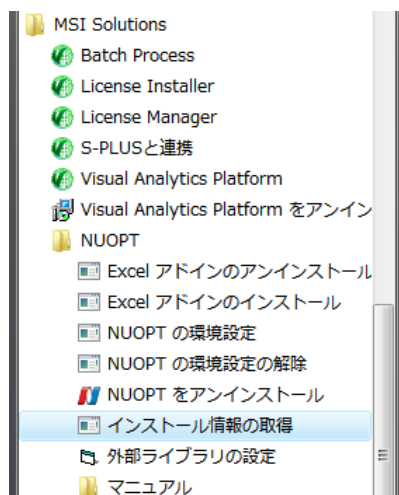 MSI Solutions
Batch Process
License Installer
License Manager
S-PLUSと連携
Visual Analytics Platform
Visual Analytics Platform をアンイン
NUOPT
Excel アドインのアンインストール
Excel アドインのインストール
NUOPT の環境設定
NUOPT の環境設定の解除
NUOPT をアンインストール
インストール情報の取得
外部ライブラリの設定
マニュアル